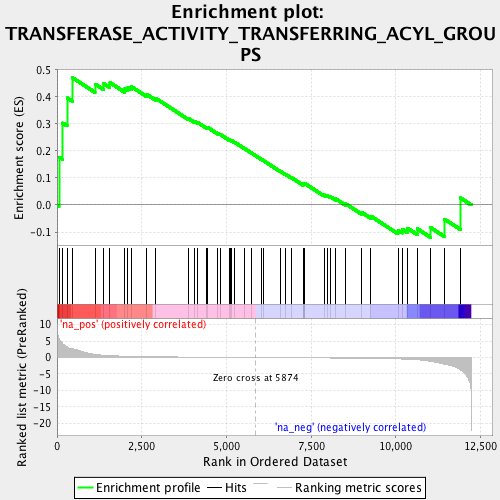 Enrichment plot:
TRANSFERASE_ACTIVITY_TRANSFERRING_ACYL_GROU
PS
Enrichment score (ES)
0.5
0.4
0.3
0.2
0.1
0.0
-0.1
Ranked list metric (PreRanked)
10
5
0
-5
-10
-15
-20
'na_pos' (positively correlated)
Zero cross at 5874
'na_neg' (negatively correlated)
0
2,500
5,000
7,500
10,000
12,500
Rank in Ordered Dataset
Enrichment profile
Hits
Ranking metric scores